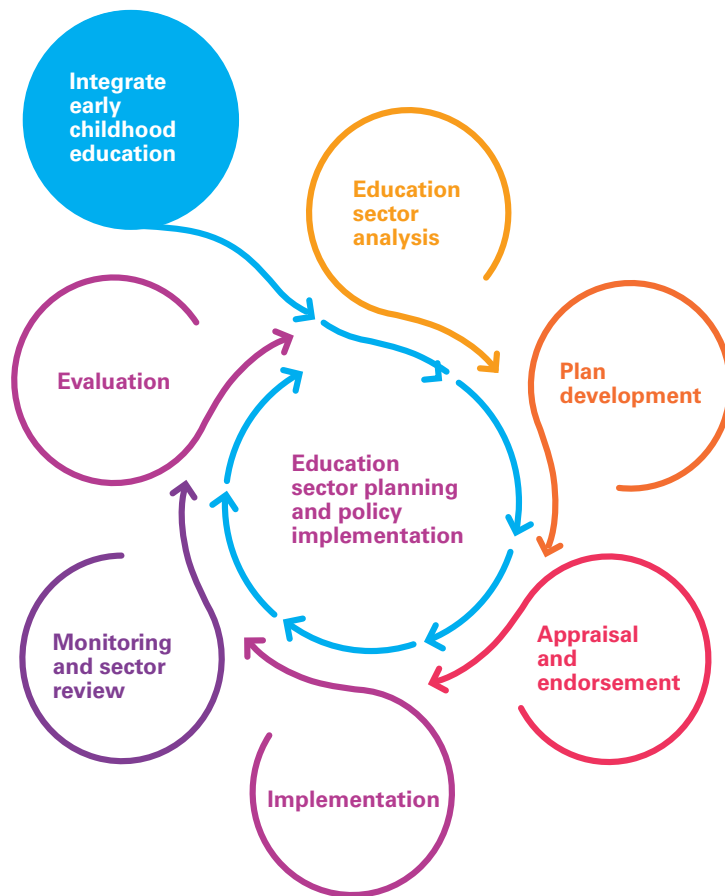 Integrate
early
childhood
education
Education
sector
analysis
Plan
development
Appraisal
and
endorsement
Implementation
Monitoring
and sector
review
Evaluation
Education
sector planning
and policy
implementation